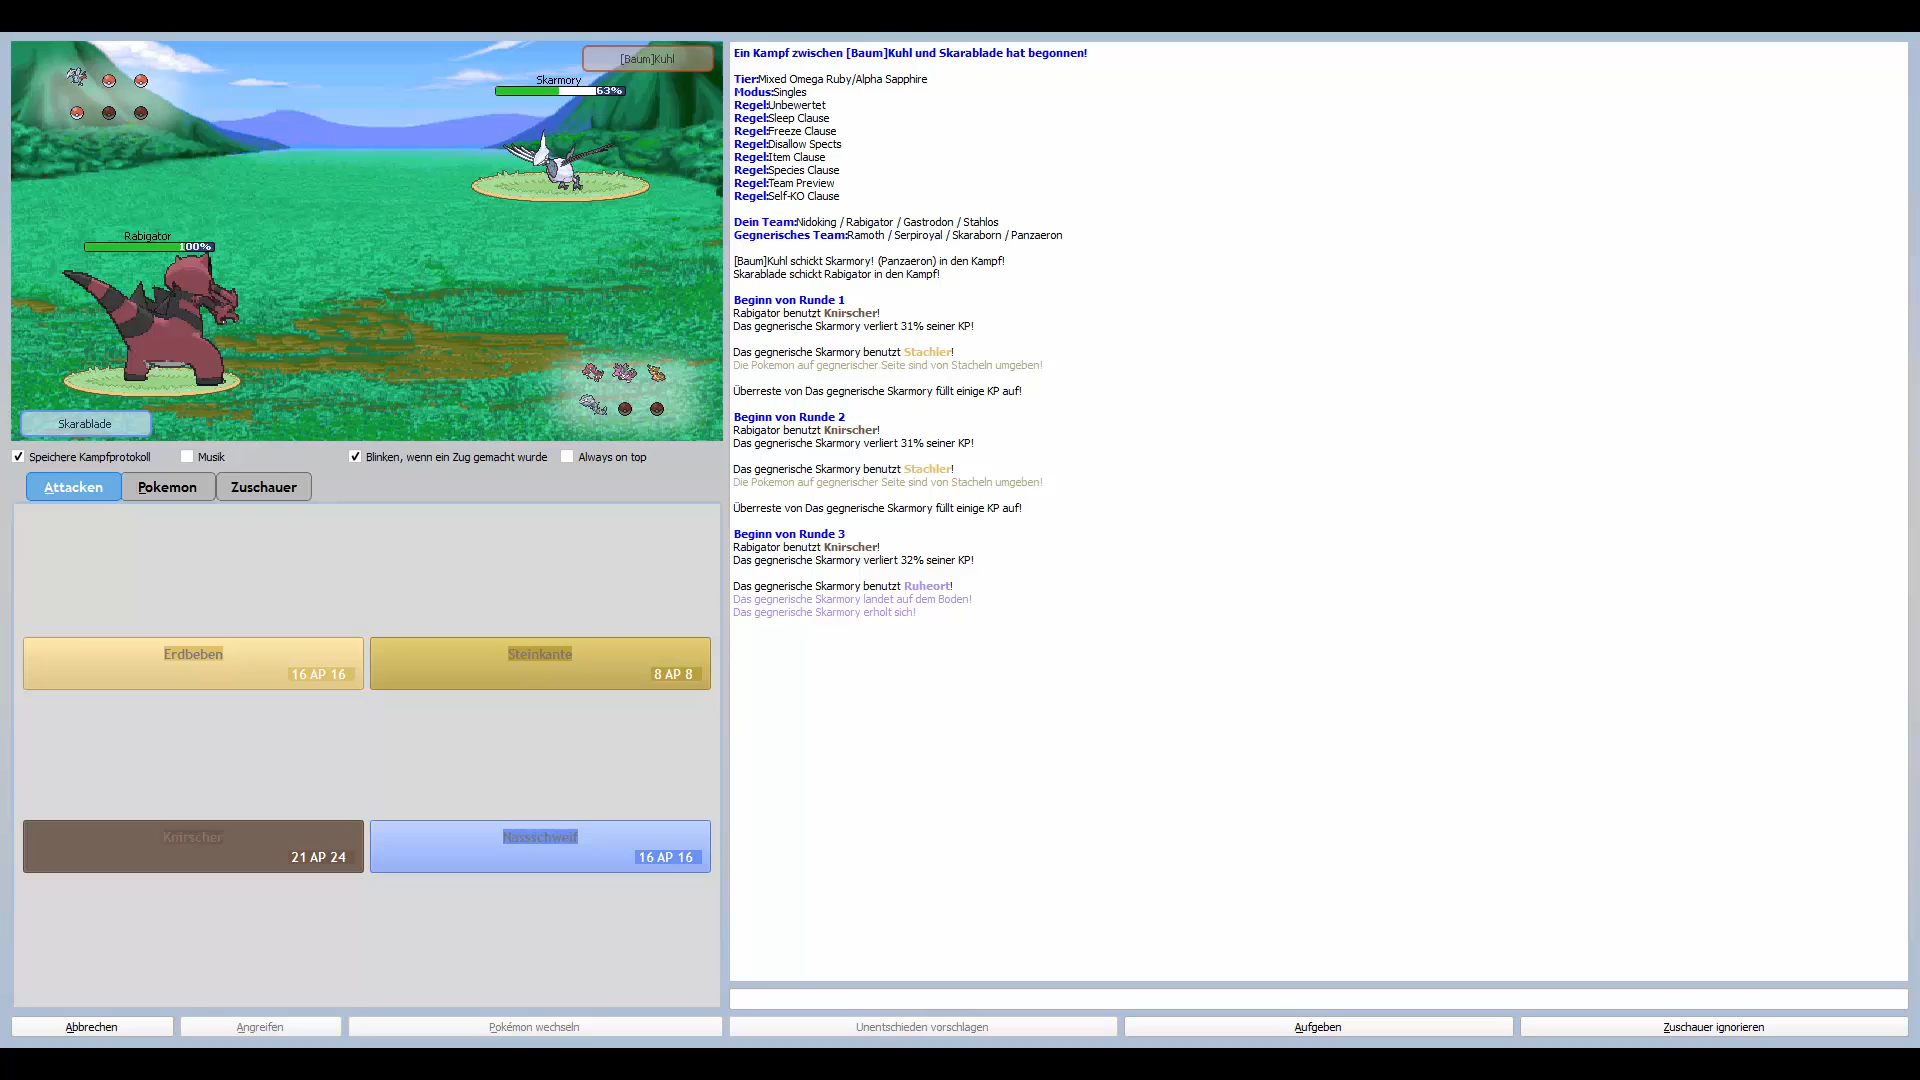 [Baum]Kuhl
Skarmory
63%
Rabigator
100%
Skarablade
Speichere Kampfprotokoll
Musik
Blinken, wenn ein Zug gemacht wurde
Always on top
Attacken
Pokemon
Zuschauer
Erdbeben
16 AP 16
Steinkante
8 AP 8
Knirscher
21 AP 24
Nassschweif
16 AP 16
Abbrechen
Angreifen
Pokémon wechseln
Ein Kampf zwischen [Baum]Kuhl und Skarablade hat begonnen!
Tier:Mixed Omega Ruby/Alpha Sapphire
Modus:Singles
Regel:Unbewertet
Regel:Sleep Clause
Regel:Freeze Clause
Regel:Disallow Spects
Regel:Item Clause
Regel:Species Clause
Regel:Team Preview
Regel:Self-KO Clause
Dein Team:Nidoking / Rabigator / Gastrodon / Stahlos
Gegnerisches Team:Ramoth / Serpiroyal / Skaraborn / Panzaeron
[Baum]Kuhl schickt Skarmory! (Panzaeron) in den Kampf!
Skarablade schickt Rabigator in den Kampf!
Beginn von Runde 1
Rabigator benutzt Knirscher!
Das gegnerische Skarmory verliert 31% seiner KP!
Das gegnerische Skarmory benutzt Stachler!
Die Pokemon auf gegnerischer Seite sind von Stacheln umgeben!
Überreste von Das gegnerische Skarmory füllt einige KP auf!
Beginn von Runde 2
Rabigator benutzt Knirscher!
Das gegnerische Skarmory verliert 31% seiner KP!
Das gegnerische Skarmory benutzt Stachler!
Die Pokemon auf gegnerischer Seite sind von Stacheln umgeben!
Überreste von Das gegnerische Skarmory füllt einige KP auf!
Beginn von Runde 3
Rabigator benutzt Knirscher!
Das gegnerische Skarmory verliert 32% seiner KP!
Das gegnerische Skarmory benutzt Ruheort!
Das gegnerische Skarmory landet auf dem Boden!
Das gegnerische Skarmory erholt sich!
Unentschieden vorschlagen
Aufgeben
Zuschauer ignorieren